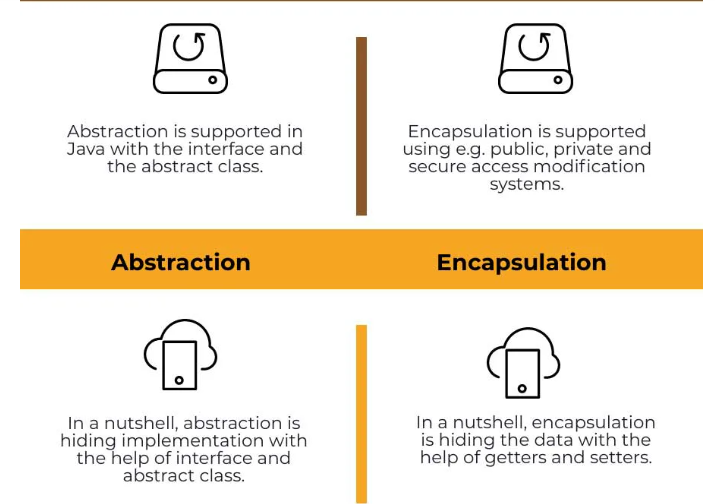 Abstraction is supported in
Java with the interface and
the abstract class.
Encapsulation is supported
using e.g. public, private and
secure access modification
systems.
Abstraction
Encapsulation
In a nutshell, abstraction is
hiding implementation with
the help of interface and
abstract class.
In a nutshell, encapsulation
is hiding the data with the
help of getters and setters.